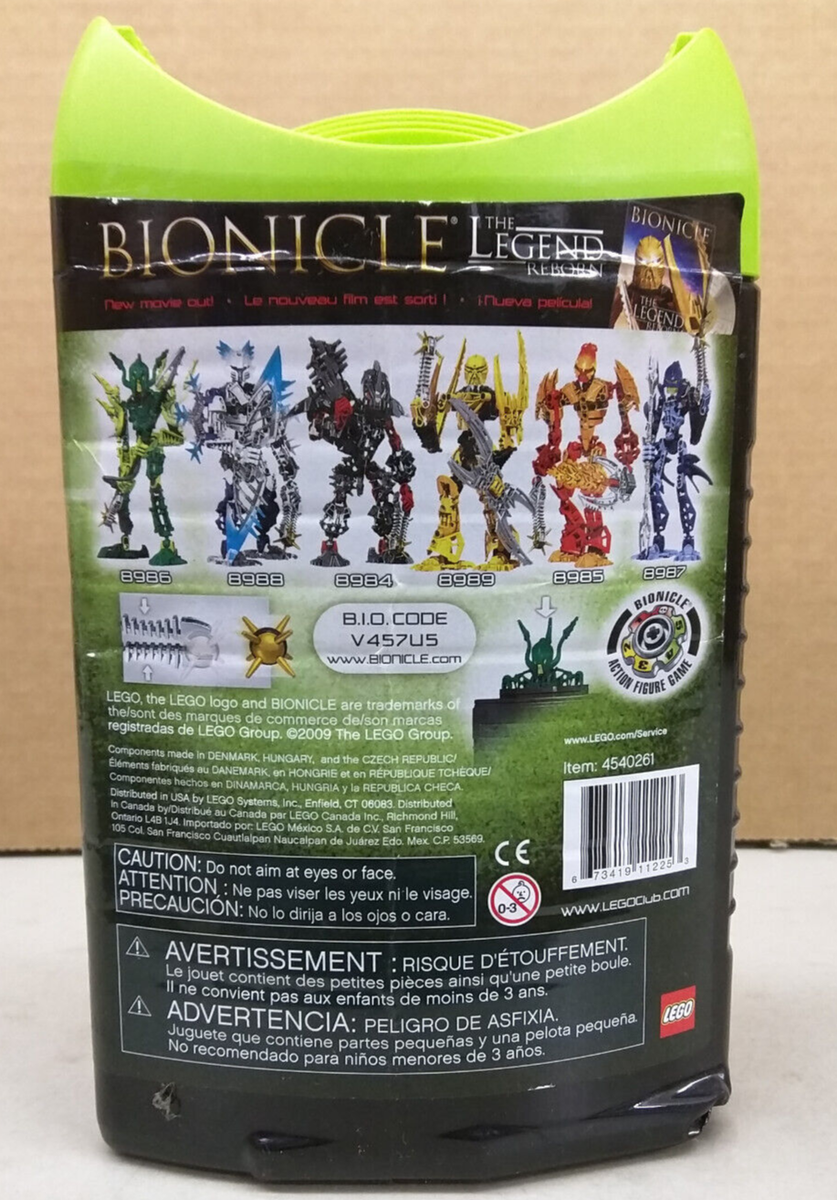 BIONICLE® THE LEGEND REBORN
BIONICLE
THE LEGEND
New movie out! · Le nouveau film est sorti ! · ¡Nueva película!
8986 8988 8984 8989 8985 8987
B.I.O. CODE
V457U5
www.BIONICLE.com
BIONICLE®
5
2 3 4
ACTION FIGURE GAME
LEGO, the LEGO logo and BIONICLE are trademarks of
the/sont des marques de commerce de/son marcas
registradas de LEGO Group. ©2009 The LEGO Group.
www.LEGO.com/Service
Item: 4540261
Components made in DENMARK, HUNGARY, and the CZECH REPUBLIC/
Éléments fabriqués au DANEMARK, en HONGRIE et en RÉPUBLIQUE TCHÈQUE/
Componentes hechos en DINAMARCA, HUNGRIA y la REPUBLICA CHECA.
Distributed in USA by LEGO Systems, Inc., Enfield, CT 06083. Distributed
in Canada by/Distribué au Canada par LEGO Canada Inc., Richmond Hill,
Ontario L4B 1J4. Importado por: LEGO México S.A. de C.V. San Francisco
105 Col. San Francisco Cuautlalpan Naucalpan de Juárez Edo. Mex. C.P. 53569.
6 73419 11225 3
CE
0-3
www.LEGOClub.com
CAUTION: Do not aim at eyes or face.
ATTENTION : Ne pas viser les yeux ni le visage.
PRECAUCIÓN: No lo dirija a los ojos o cara.
AVERTISSEMENT : RISQUE D'ÉTOUFFEMENT.
Le jouet contient des petites pièces ainsi qu'une petite boule.
Il ne convient pas aux enfants de moins de 3 ans.
ADVERTENCIA: PELIGRO DE ASFIXIA.
Juguete que contiene partes pequeñas y una pelota pequeña.
No recomendado para niños menores de 3 años.
LEGO